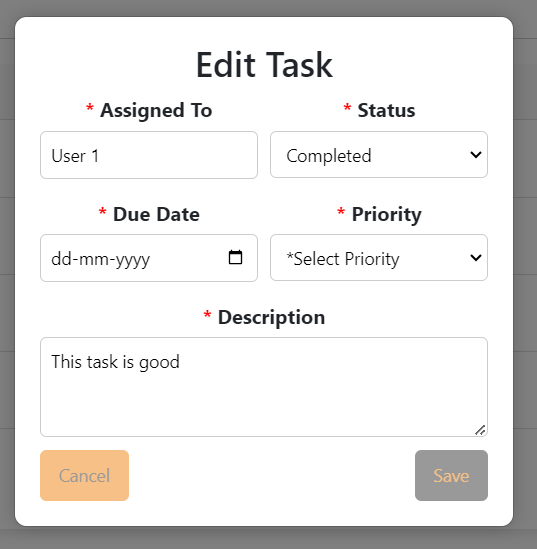 Edit Task
* Assigned To
* Status
User 1
Completed
* Due Date
* Priority
dd-mm-yyyy
*Select Priority
* Description
This task is good
Cancel
Save